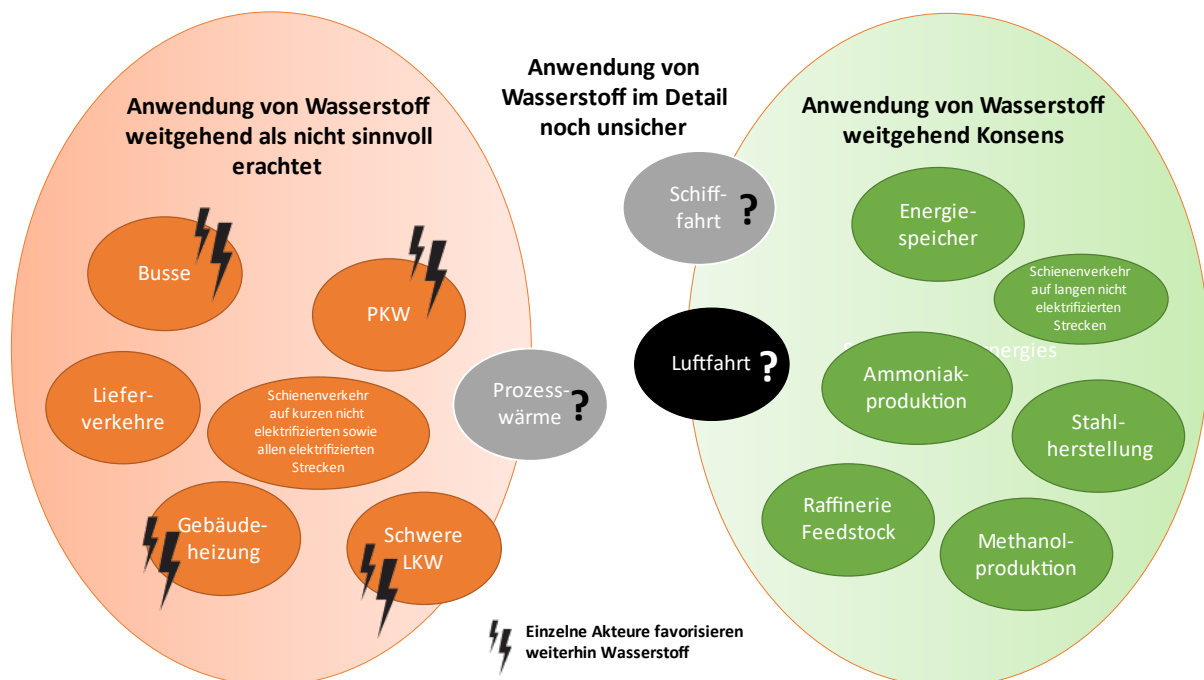 Anwendung von Wasserstoff
weitgehend als nicht sinnvoll
erachtet
Busse
PKW
Liefer-
verkehre
Schienenverkehr
auf kurzen nicht
elektrifizierten sowie
allen elektrifizierten
Strecken
Gebäude-
heizung
Schwere
LKW
Anwendung von
Wasserstoff im Detail
noch unsicher
Schiff-
fahrt
?
Luftfahrt ?
Prozess-
wärme
?
Anwendung von Wasserstoff
weitgehend Konsens
Energie-
speicher
Schienenverkehr
auf langen nicht
elektrifizierten
Strecken
Ammoniak-
produktion
Stahl-
herstellung
Raffinerie
Feedstock
Methanol-
produktion
Einzelne Akteure favorisieren
weiterhin Wasserstoff